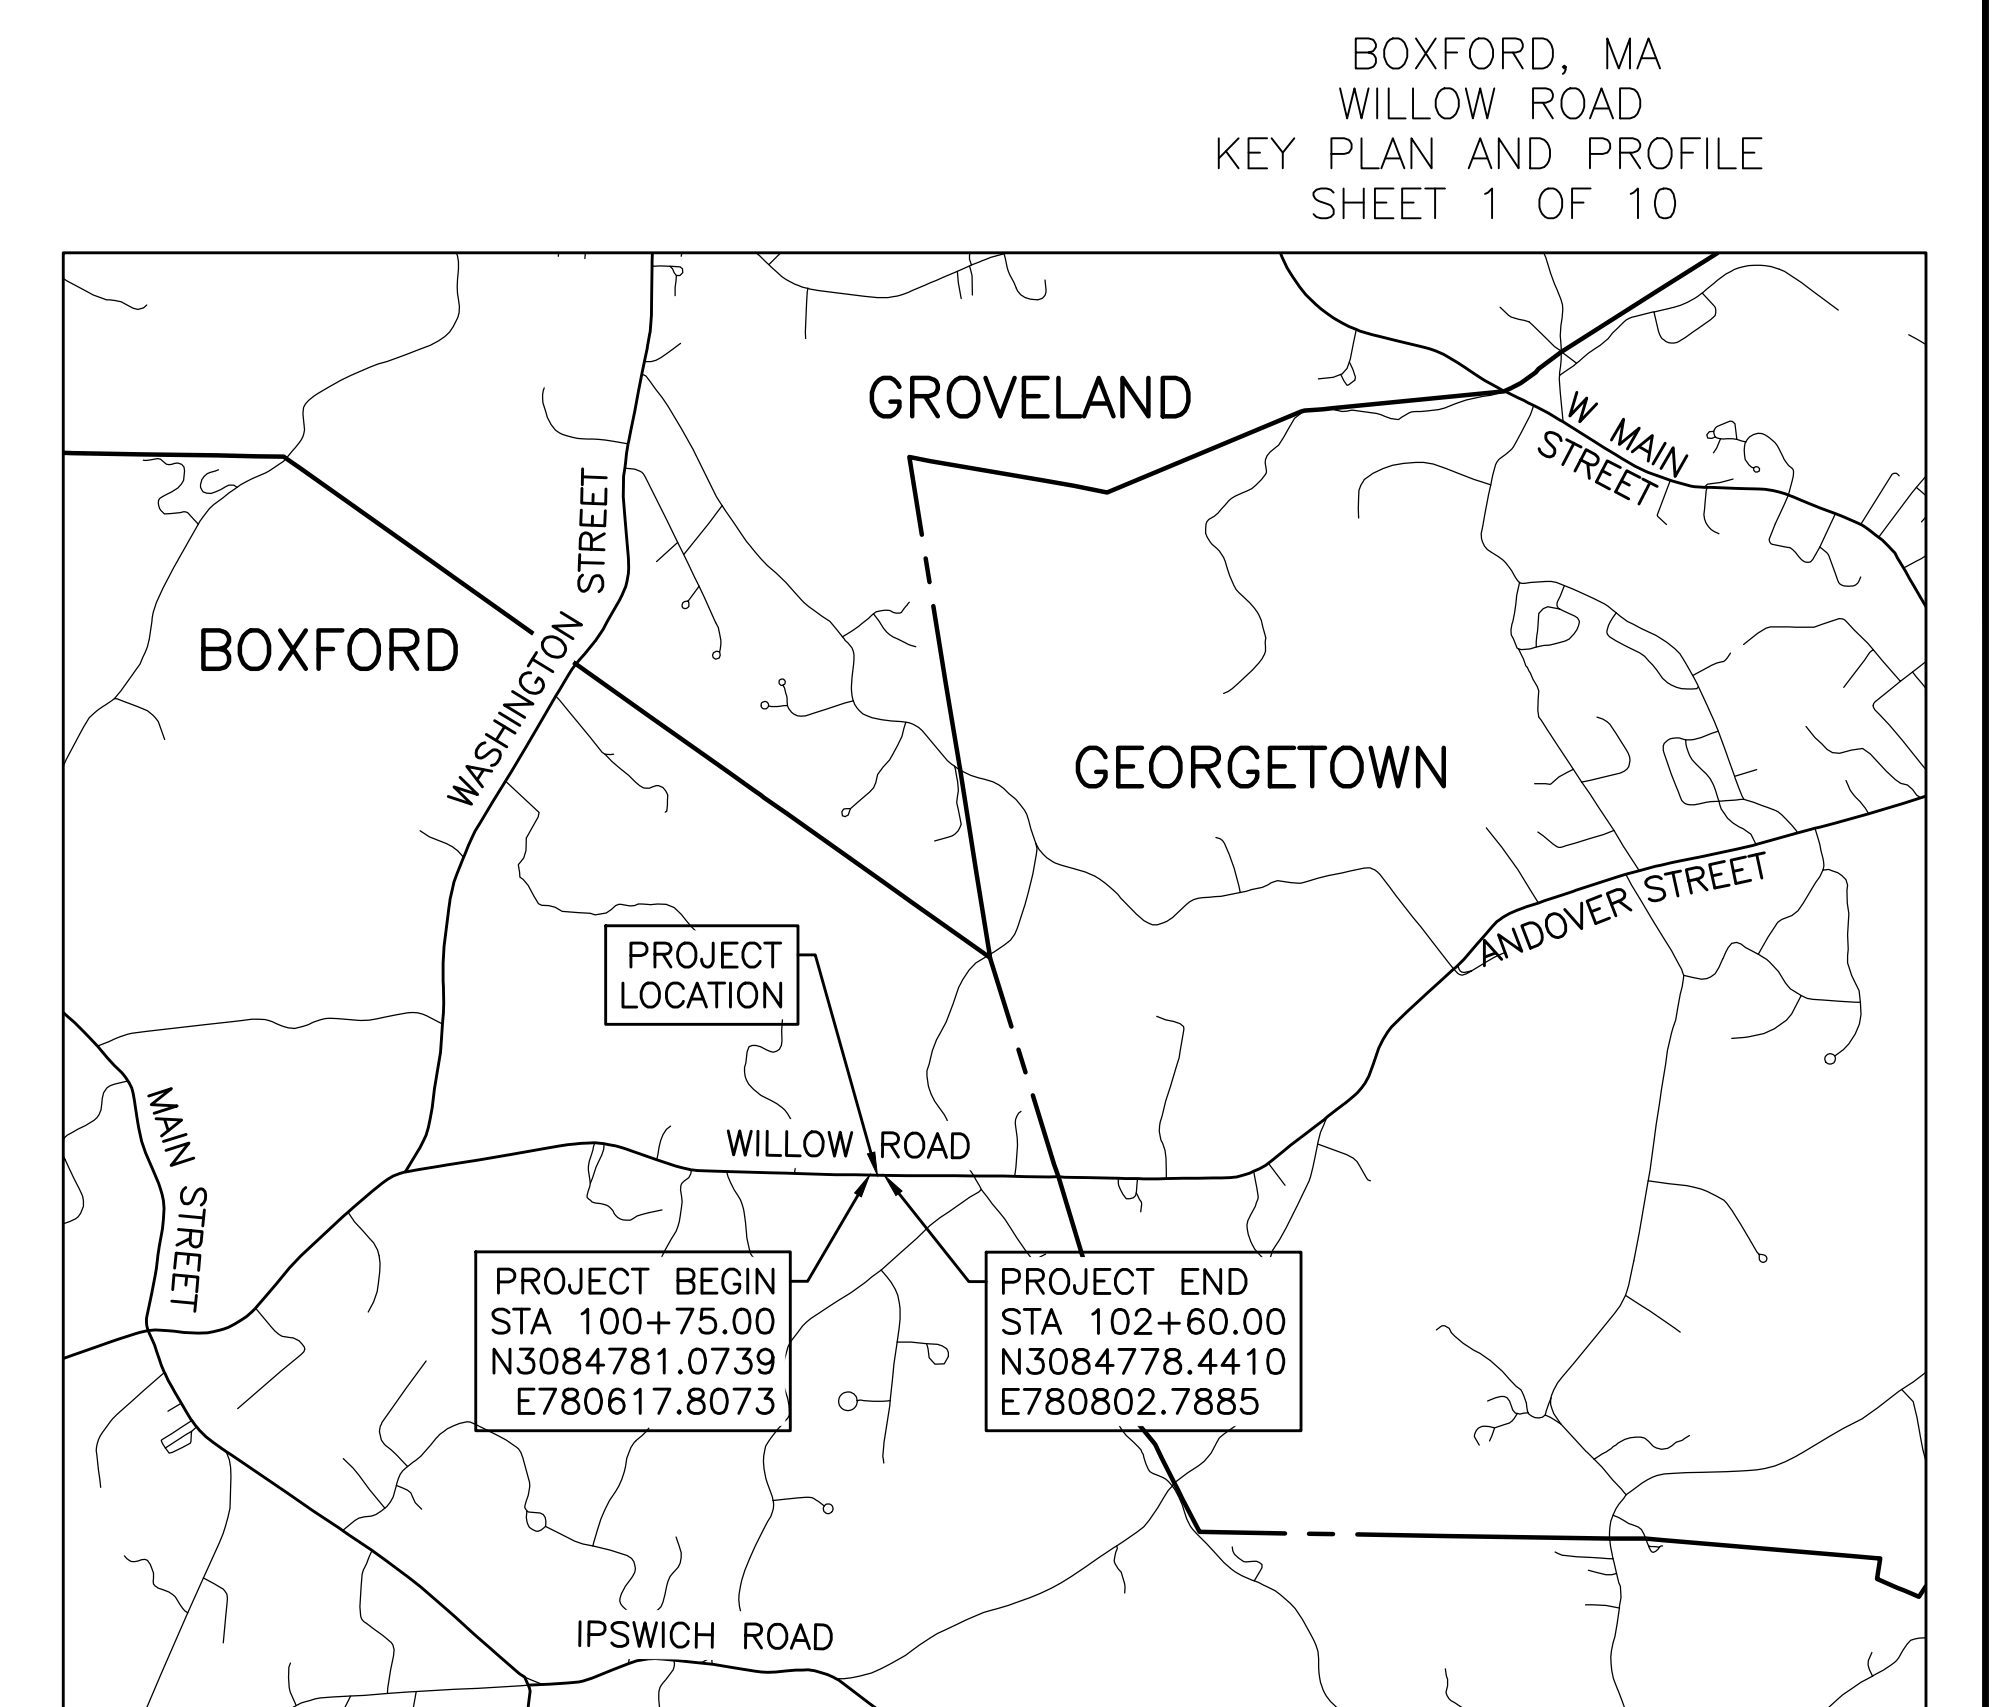 BOXFORD, MA
WILLOW ROAD
KEY PLAN AND PROFILE
SHEET 1 OF 10
GROVELAND
W MAIN
STREET
BOXFORD
WASHINGTON STREET
GEORGETOWN
ANDOVER STREET
PROJECT
LOCATION
MAIN STREET
WILLOW ROAD
PROJECT BEGIN
STA 100+75.00
N3084781.0739
E780617.8073
PROJECT END
STA 102+60.00
N3084778.4410
E780802.7885
IPSWICH ROAD